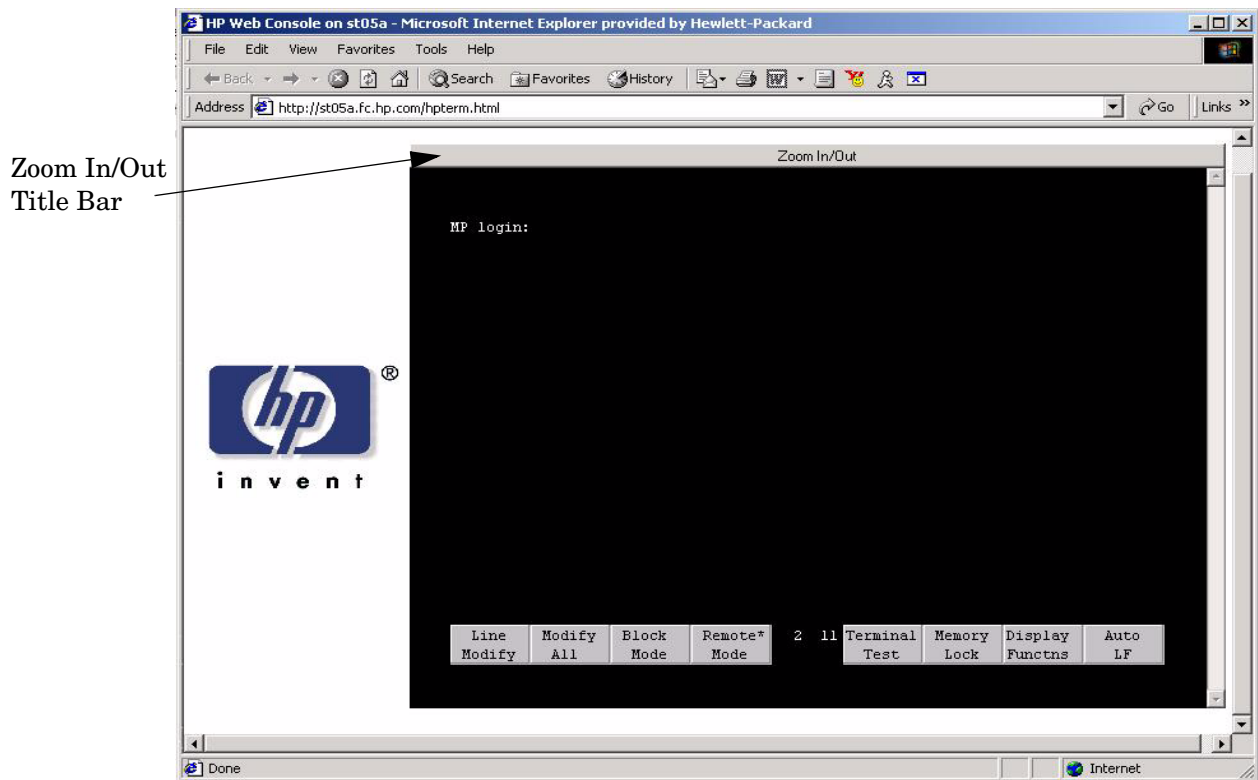 HP Web Console on st05a - Microsoft Internet Explorer provided by Hewlett-Packard
File Edit View Favorites Tools Help
Back Search Favorites History
Address http://st05a.fc.hp.com/hpterm.html Go Links »
Zoom In/Out
Title Bar
Zoom In/Out
MP login:
hp ®
invent
Line Modify Block Remote* 2 11 Terminal Memory Display Auto
Modify All Mode Mode Test Lock Functns LF
Done Internet